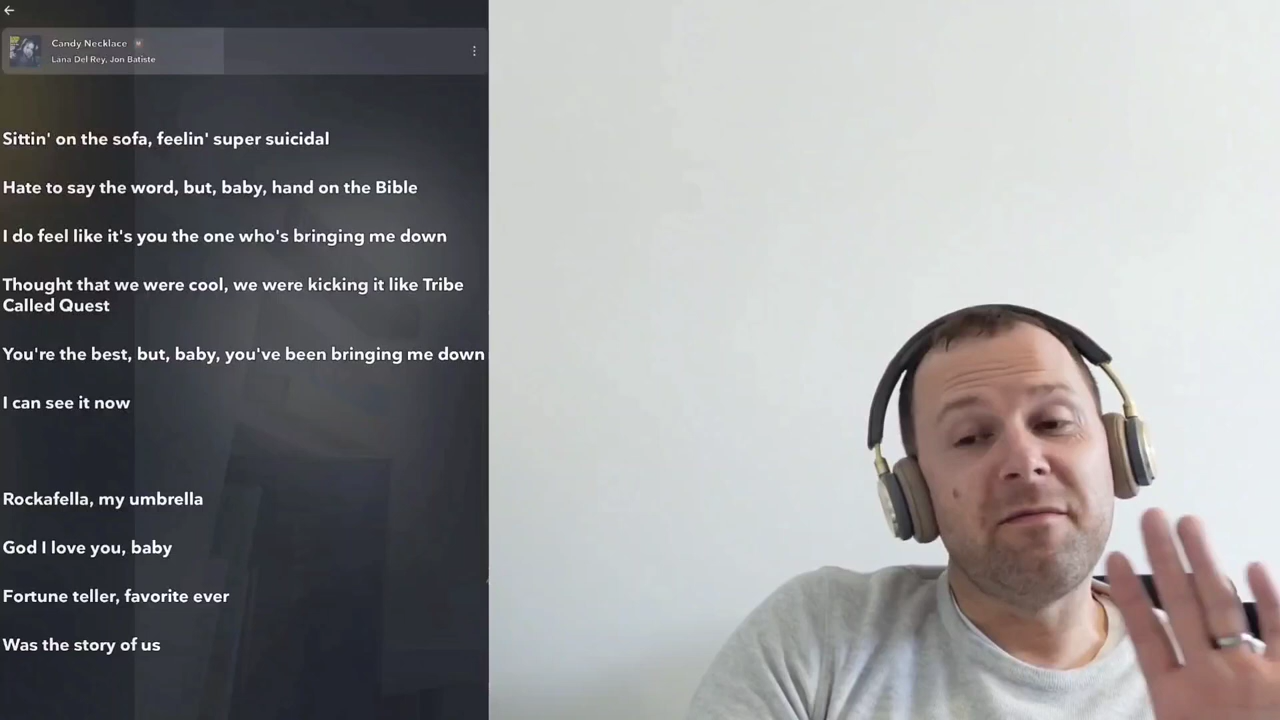 Candy Necklace
Lana Del Rey, Jon Batiste
Sittin' on the sofa, feelin' super suicidal
Hate to say the word, but, baby, hand on the Bible
I do feel like it's you the one who's bringing me down
Thought that we were cool, we were kicking it like Tribe
Called Quest
You're the best, but, baby, you've been bringing me down
I can see it now
Rockafella, my umbrella
God I love you, baby
Fortune teller, favorite ever
Was the story of us